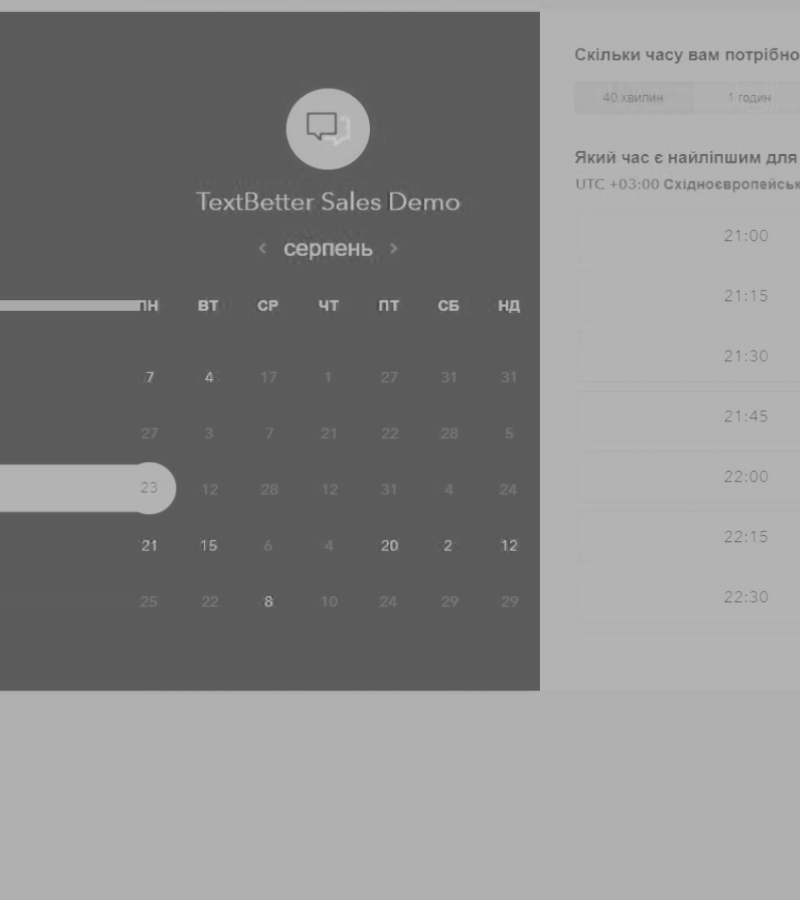 TextBetter Sales Demo
< серпень >
ПН ВТ СР ЧТ ПТ СБ НД
7 4 17 1 27 31 31
27 3 7 21 22 28 5
23 12 28 12 31 4 24
21 15 6 4 20 2 12
25 22 8 10 24 29 29
Скільки часу вам потрібно
40 хвилин 1 годин
Який час є найліпшим для
UTC +03:00 Східноєвропейськ
21:00
21:15
21:30
21:45
22:00
22:15
22:30